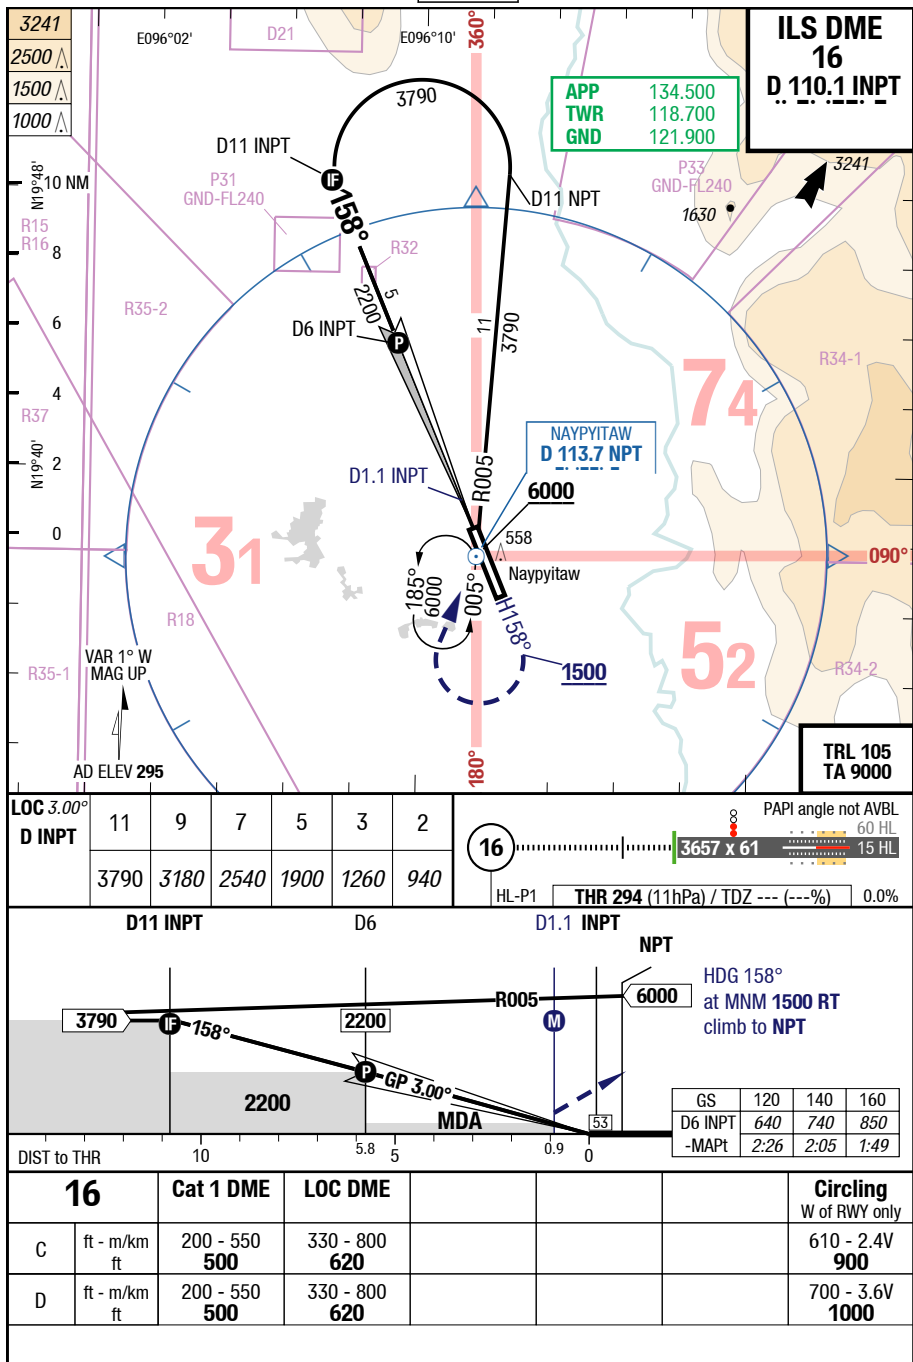 3241
2500
1500
1000
E096°02'
D21
E096°10'
360°
ILS DME
16
D 110.1 INPT
APP 134.500
TWR 118.700
GND 121.900
3790
D11 INPT
IF
158°
D11 NPT
N19°48'
10 NM
P31
GND-FL240
P33
GND-FL240
3241
1630
R15
R16
8
R32
5
2200
R35-2
11
3790
6
D6 INPT
P
R34-1
4
74
R37
NAYPYITAW
D 113.7 NPT
N19°40'
2
D1.1 INPT
R005
6000
0
31
558
090°
Naypyitaw
185°
6000
005°
H158°
R18
VAR 1° W
MAG UP
R35-1
1500
52
R34-2
AD ELEV 295
180°
TRL 105
TA 9000
LOC 3.00°
D INPT
11 9 7 5 3 2
3790 3180 2540 1900 1260 940
16
PAPI angle not AVBL
60 HL
3657 x 61
15 HL
HL-P1
THR 294 (11hPa) / TDZ --- (---%)
0.0%
D11 INPT
D6
D1.1 INPT
NPT
HDG 158°
at MNM 1500 RT
climb to NPT
R005
6000
3790
IF
158°
2200
M
P
GP 3.00°
2200
MDA
53
GS 120 140 160
D6 INPT 640 740 850
-MAPt 2:26 2:05 1:49
DIST to THR
10
5.8
5
0.9
0
16 Cat 1 DME LOC DME Circling
W of RWY only
C ft - m/km 200 - 550 330 - 800 610 - 2.4V
ft 500 620 900
D ft - m/km 200 - 550 330 - 800 700 - 3.6V
ft 500 620 1000